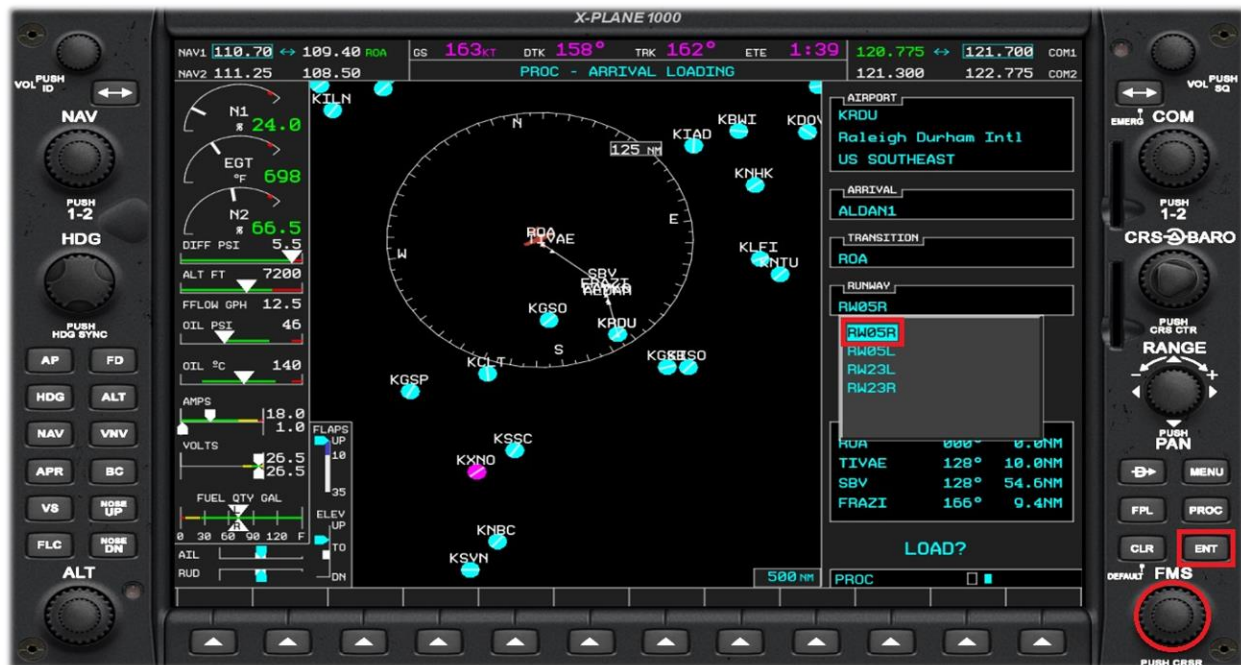 X-PLANE 1000
NAV1 110.70 ↔ 109.40 ROA
NAV2 111.25 108.50
GS 163KT DTK 158° TRK 162° ETE 1:39
PROC - ARRIVAL LOADING
120.775 ↔ 121.700 COM1
121.300 122.775 COM2
VOL PUSH ID
NAV
PUSH 1-2
HDG
PUSH HDG SYNC
AP FD
HDG ALT
NAV VNV
APR BC
VS NOSE UP
FLC NOSE DN
ALT
N1 % 24.0
EGT °F 698
N2 % 66.5
DIFF PSI 5.5
ALT FT 7200
FFLOW GPH 12.5
OIL PSI 46
OIL °C 140
AMPS
18.0
1.0
VOLTS
26.5
26.5
FUEL QTY GAL
L
R
0 30 60 90 120 F
AIL
RUD
FLAPS
UP
10
35
ELEV
UP
TO
DN
KILN
KIAD
KBWI
125 NM
KNHK
N
E
S
W
ROA
TIVAE
KLFI
KNTU
SBV
KGSO
KRDU
KCLT
KGSP
KSSC
KXNO
KNBC
KSVN
500 NM
AIRPORT
KRDU
Raleigh Durham Intl
US SOUTHEAST
ARRIVAL
ALDAN1
TRANSITION
ROA
RUNWAY
RW05R
RW05R
RW05L
RW23L
RW23R
ROA 000° 0.0NM
TIVAE 128° 10.0NM
SBV 128° 54.6NM
FRAZI 166° 9.4NM
LOAD?
PROC
VOL PUSH SQ
EMERG
COM
PUSH 1-2
CRS BARO
PUSH CRS CTR
RANGE
- +
PUSH PAN
D MENU
FPL PROC
CLR ENT
DEFAULT
FMS
PUSH CRSR